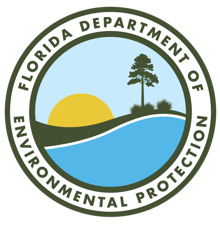 FLORIDA DEPARTMENT OF
ENVIRONMENTAL PROTECTION